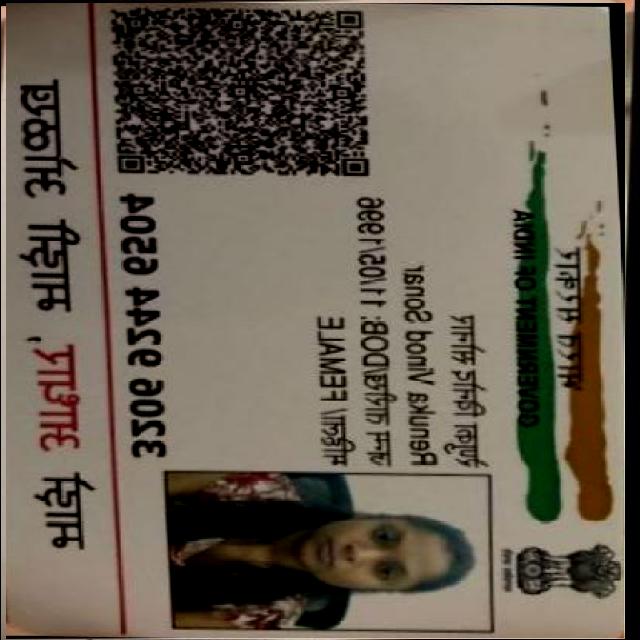 भारत सरकार
GOVERNMENT OF INDIA
रेणुका विनोद सोनार
Renuka Vinod Sonar
जन्म तारीख/DOB: 11/05/1996
महिला/ FEMALE
3206 9244 6504
माझे आधार, माझी ओळख